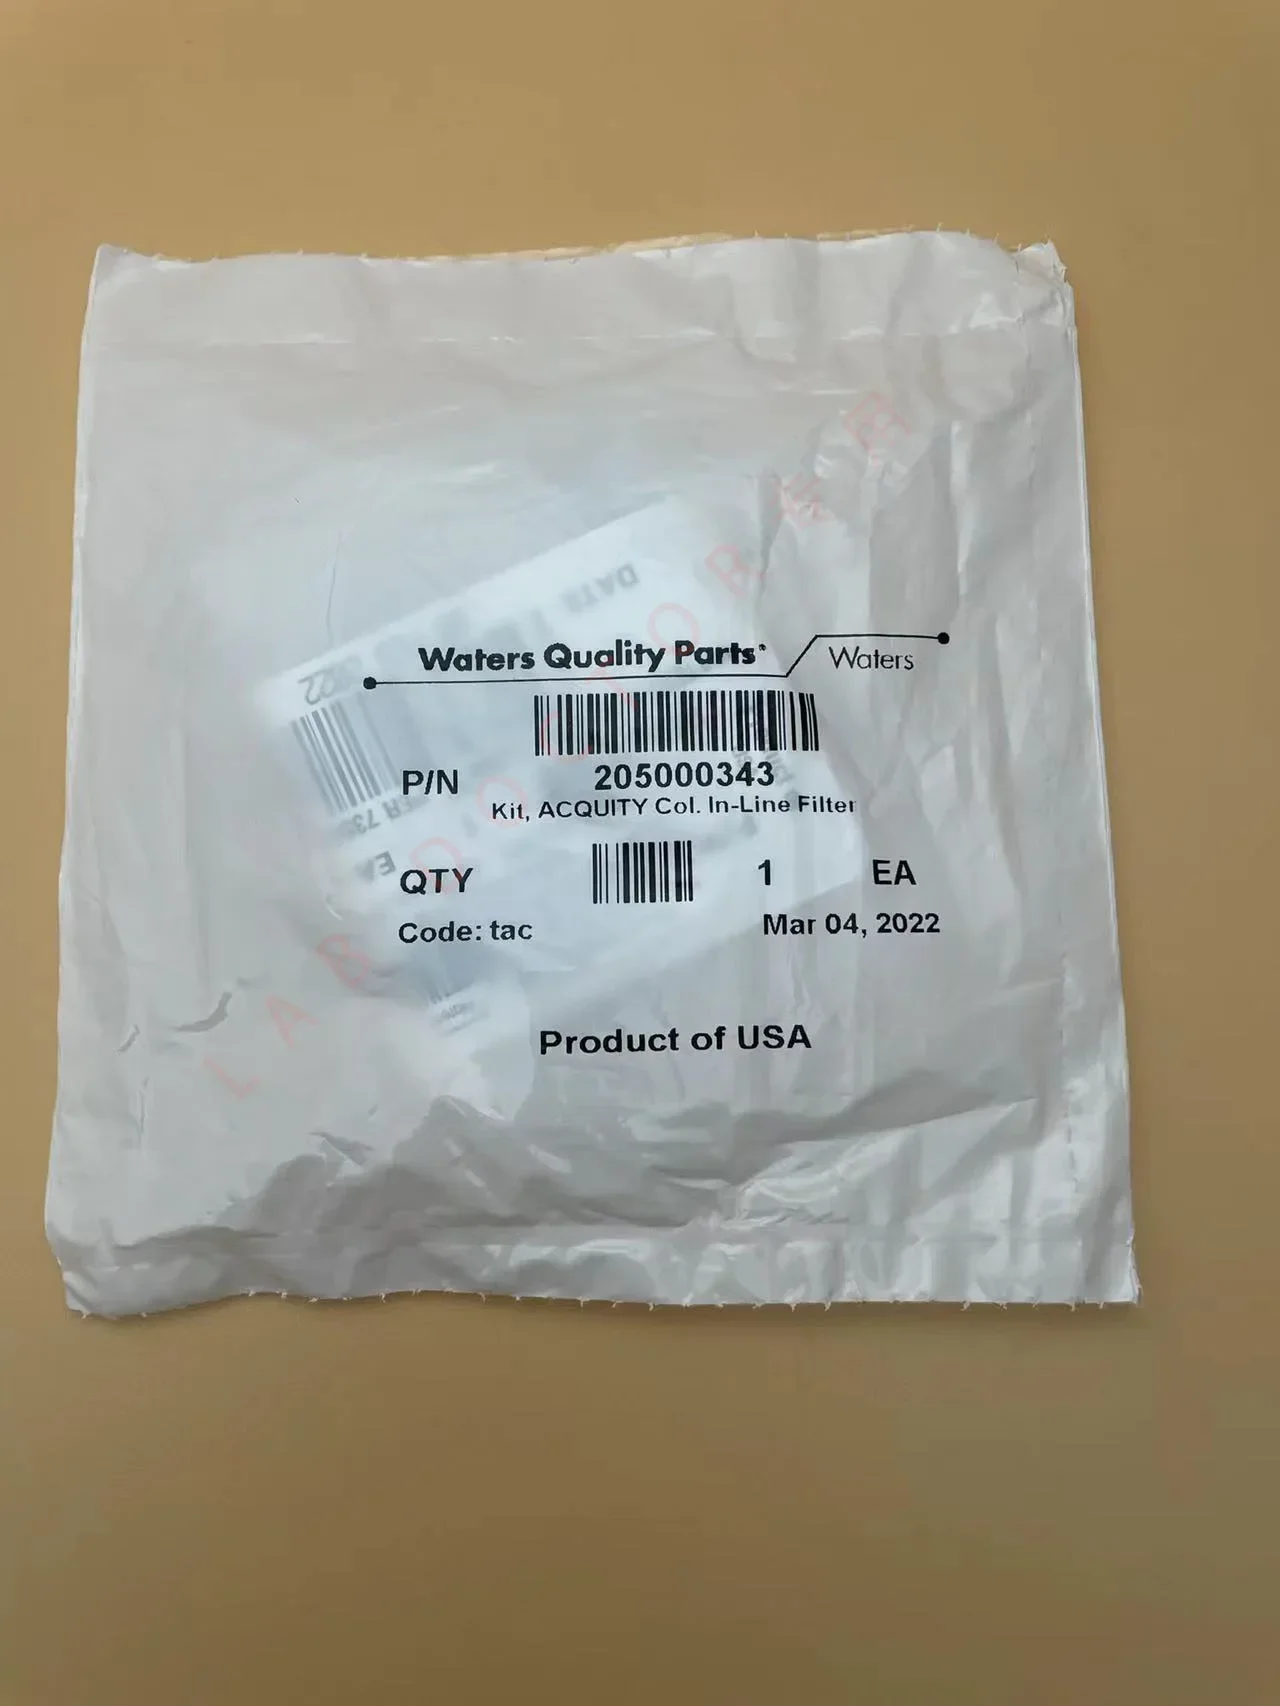 Waters Quality Parts
Waters
P/N 205000343
Kit, ACQUITY Col. In-Line Filter
QTY 1 EA
Code: tac Mar 04, 2022
Product of USA
LABDOCTOR